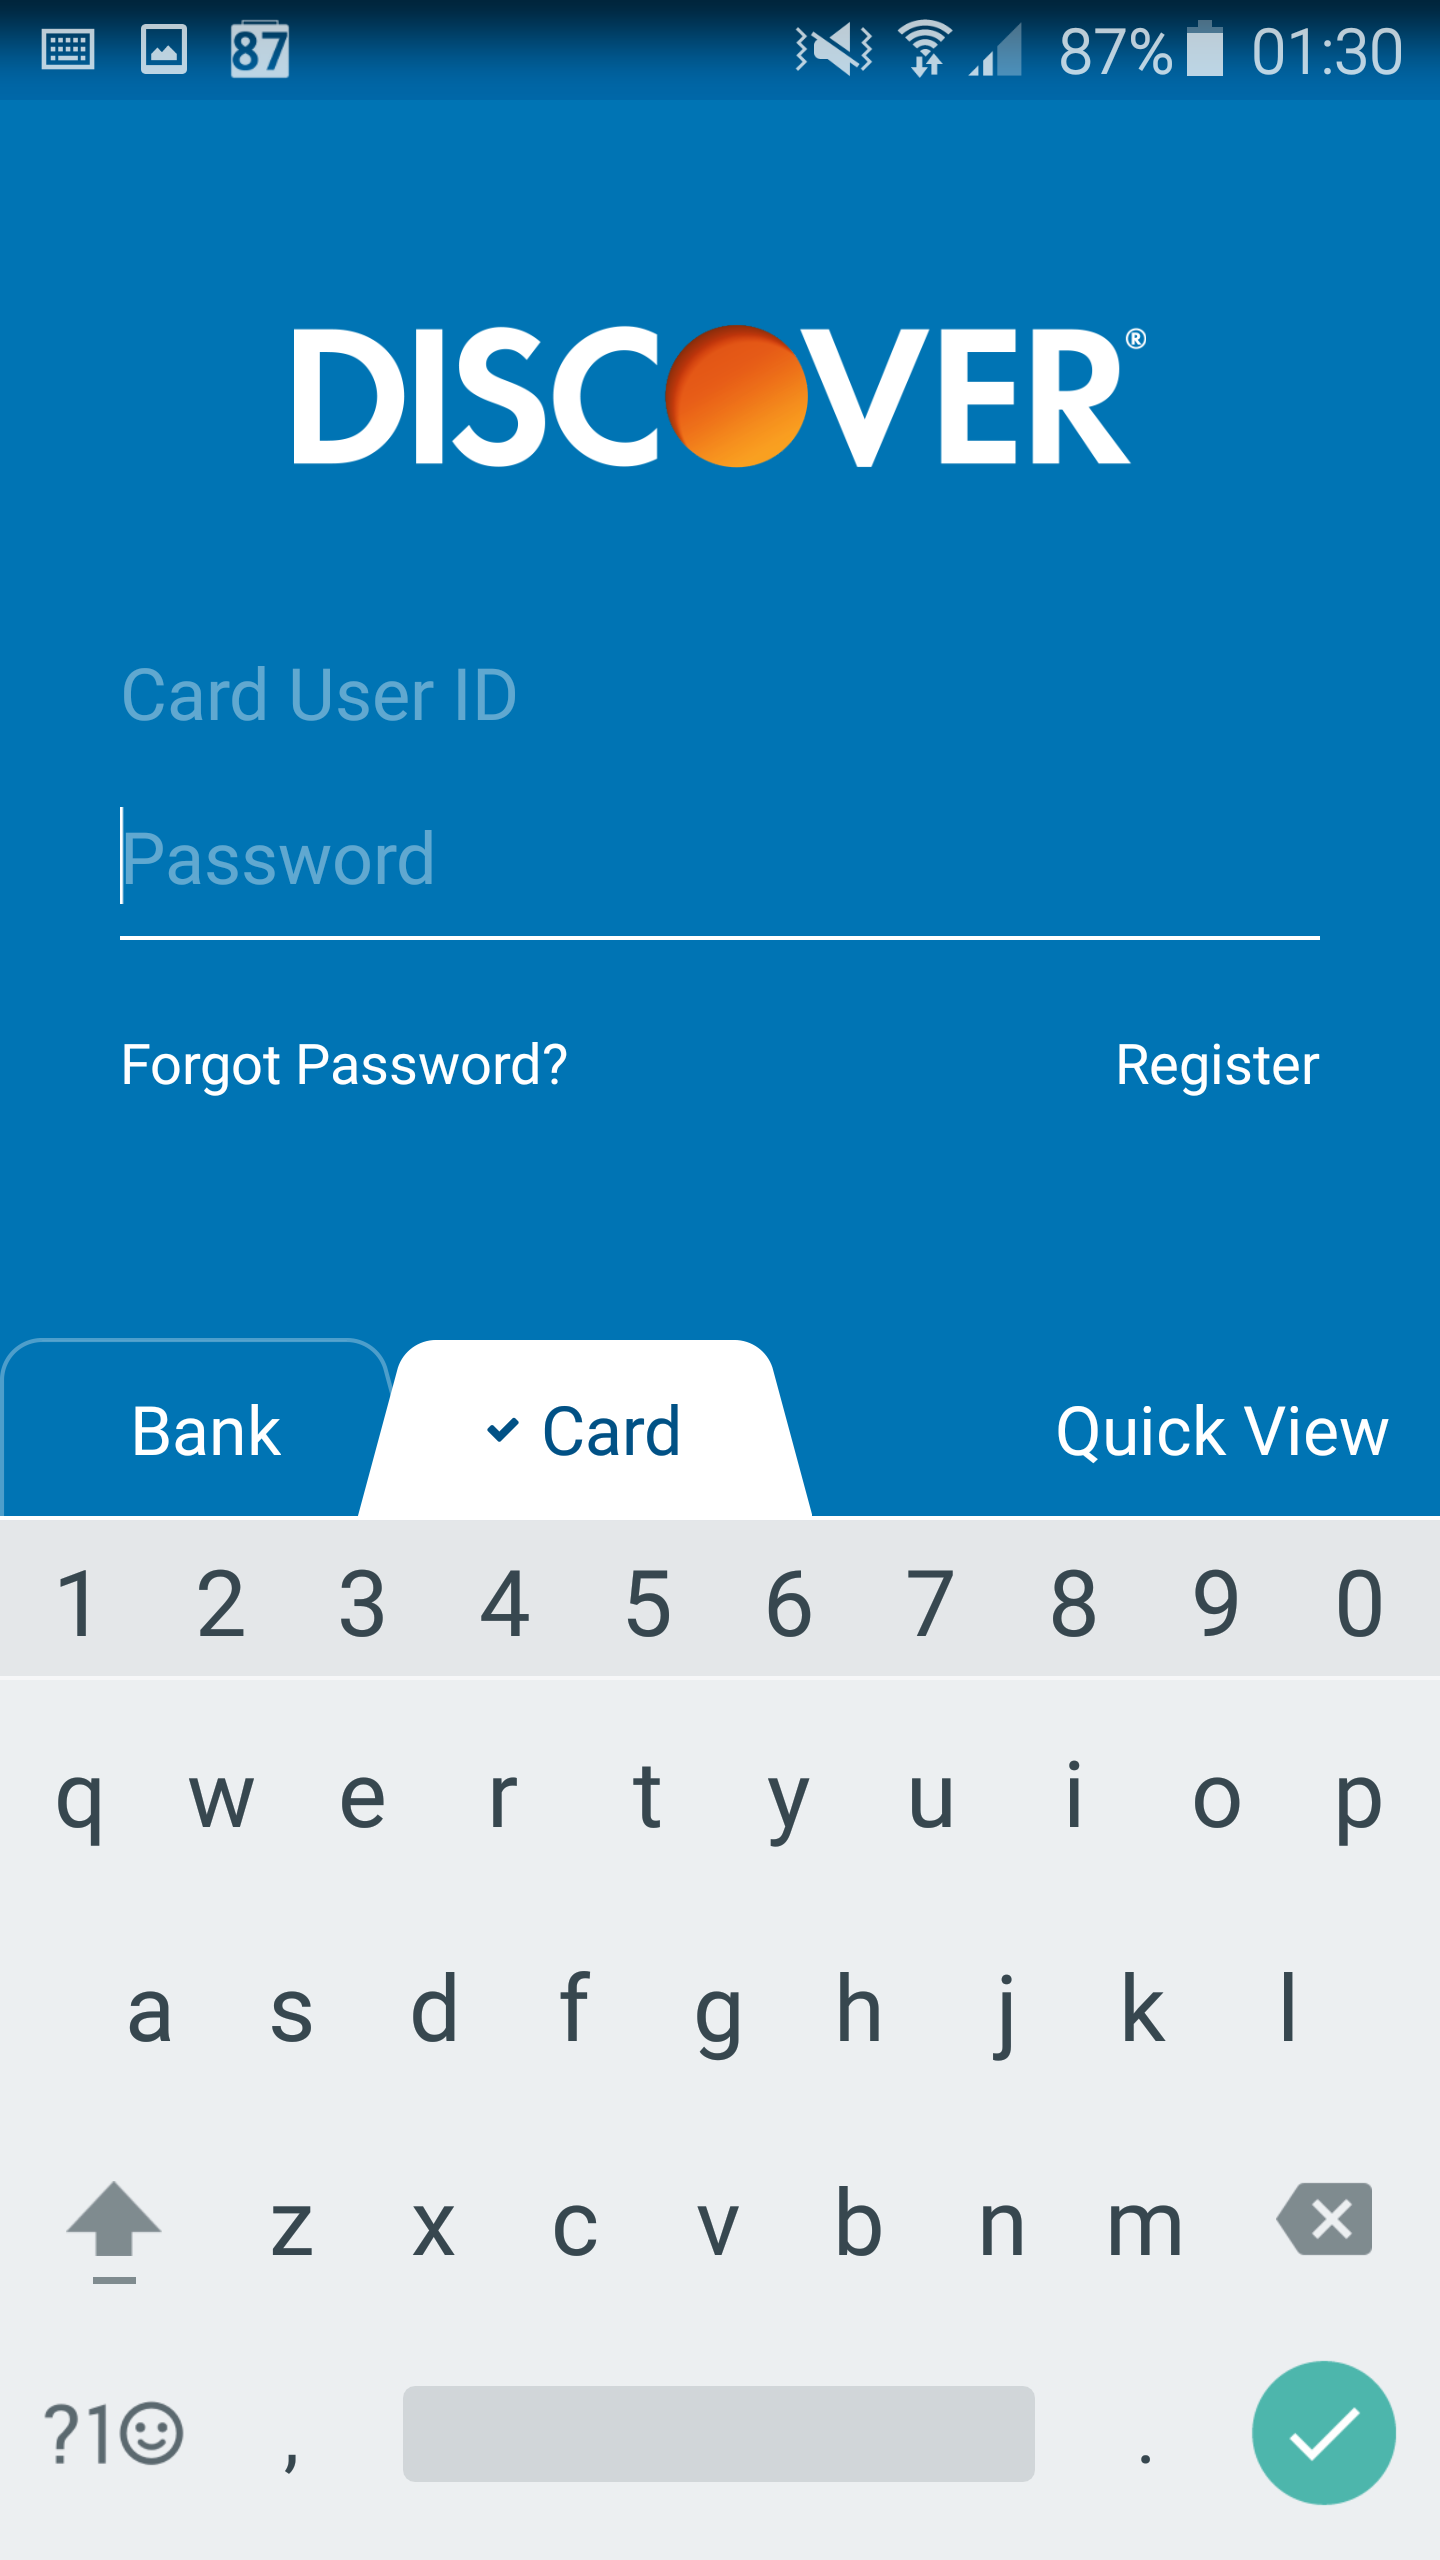 87 87% 01:30
DISCOVER®
Card User ID
Password
Forgot Password? Register
Bank Card Quick View
1 2 3 4 5 6 7 8 9 0
q w e r t y u i o p
a s d f g h j k l
z x c v b n m
?1 , .